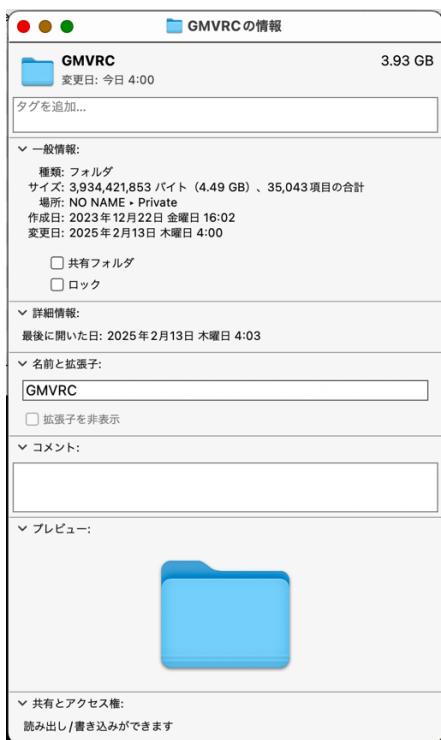 GMVRCの情報
GMVRC 3.93 GB
変更日: 今日 4:00
タグを追加...
一般情報:
種類: フォルダ
サイズ: 3,934,421,853 バイト（4.49 GB）、35,043項目の合計
場所: NO NAME ▸ Private
作成日: 2023年12月22日 金曜日 16:02
変更日: 2025年2月13日 木曜日 4:00
共有フォルダ
ロック
詳細情報:
最後に開いた日: 2025年2月13日 木曜日 4:03
名前と拡張子:
GMVRC
拡張子を非表示
コメント:
プレビュー:
共有とアクセス権:
読み出し/書き込みができます